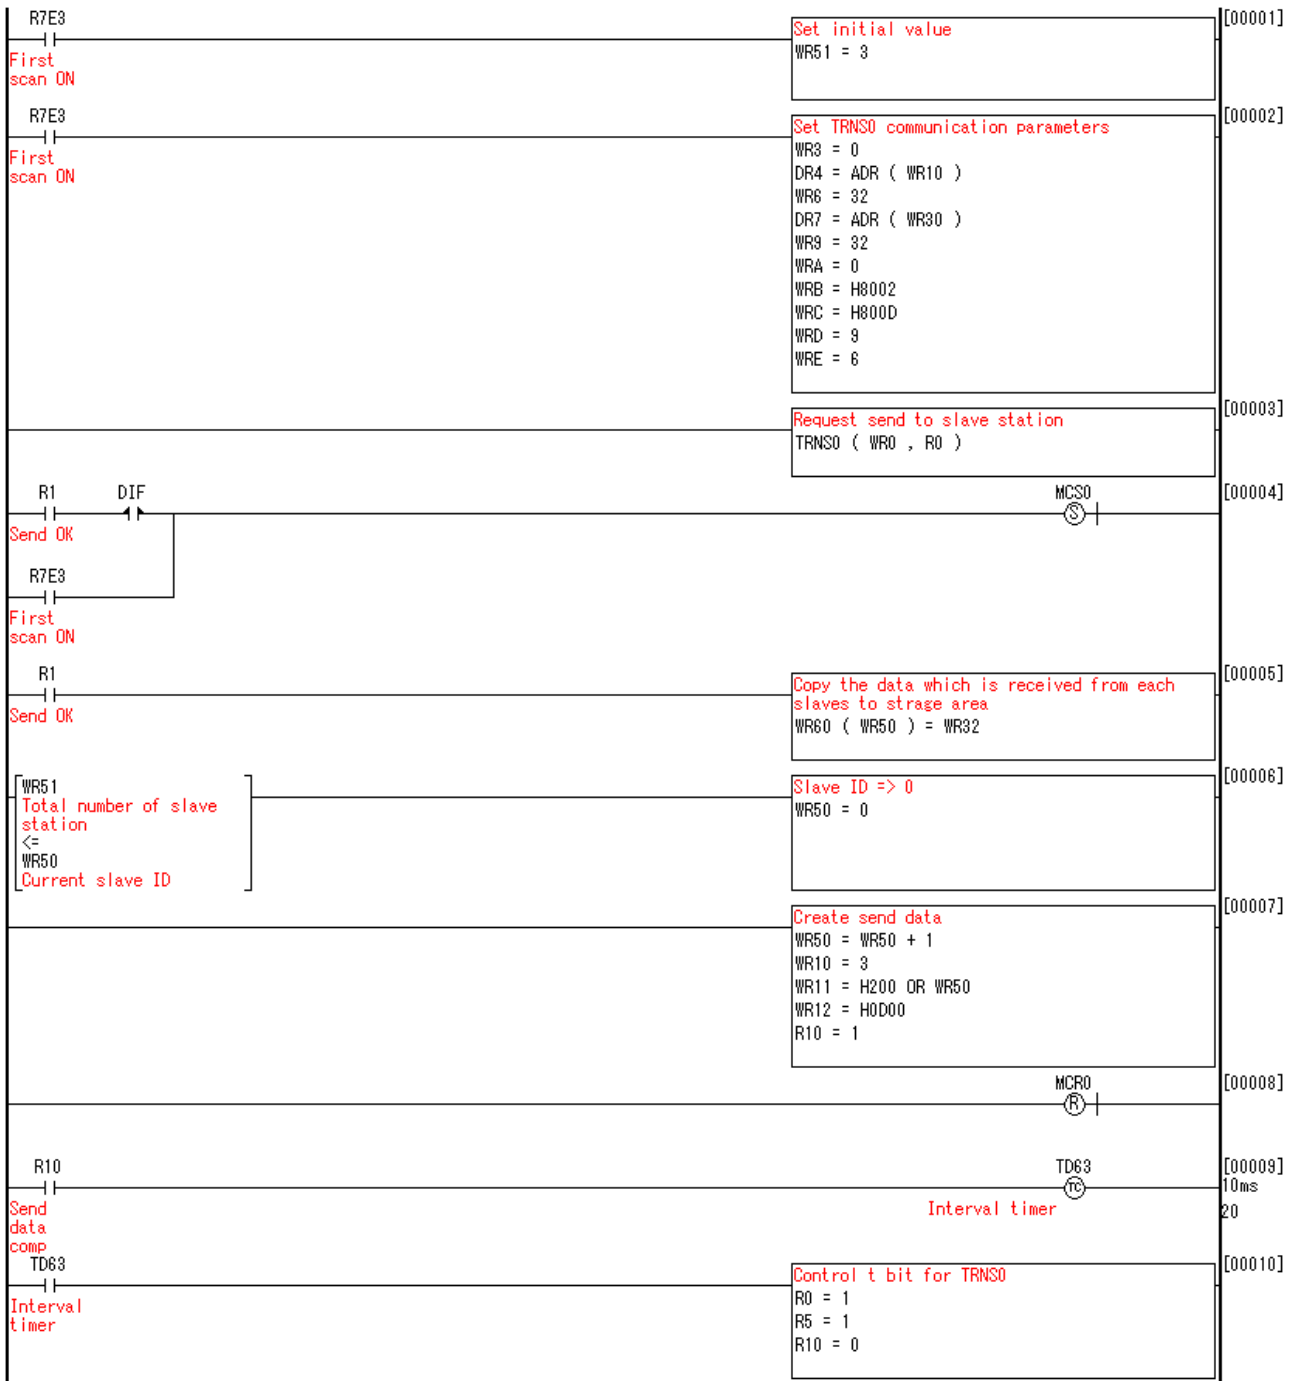 R7E3
First
scan ON
Set initial value
WR51 = 3
[00001]
R7E3
First
scan ON
Set TRNS0 communication parameters
WR3 = 0
DR4 = ADR ( WR10 )
WR6 = 32
DR7 = ADR ( WR30 )
WR9 = 32
WRA = 0
WRB = H8002
WRC = H800D
WRD = 9
WRE = 6
[00002]
Request send to slave station
TRNS0 ( WR0 , R0 )
[00003]
R1
Send OK
DIF
MCS0
S
[00004]
R7E3
First
scan ON
R1
Send OK
Copy the data which is received from each
slaves to strage area
WR60 ( WR50 ) = WR32
[00005]
WR51
Total number of slave
station
<=
WR50
Current slave ID
Slave ID => 0
WR50 = 0
[00006]
Create send data
WR50 = WR50 + 1
WR10 = 3
WR11 = H200 OR WR50
WR12 = H0D00
R10 = 1
[00007]
MCR0
R
[00008]
R10
Send
data
comp
TD63
TC
Interval timer
[00009]
10ms
20
TD63
Interval
timer
Control t bit for TRNS0
R0 = 1
R5 = 1
R10 = 0
[00010]